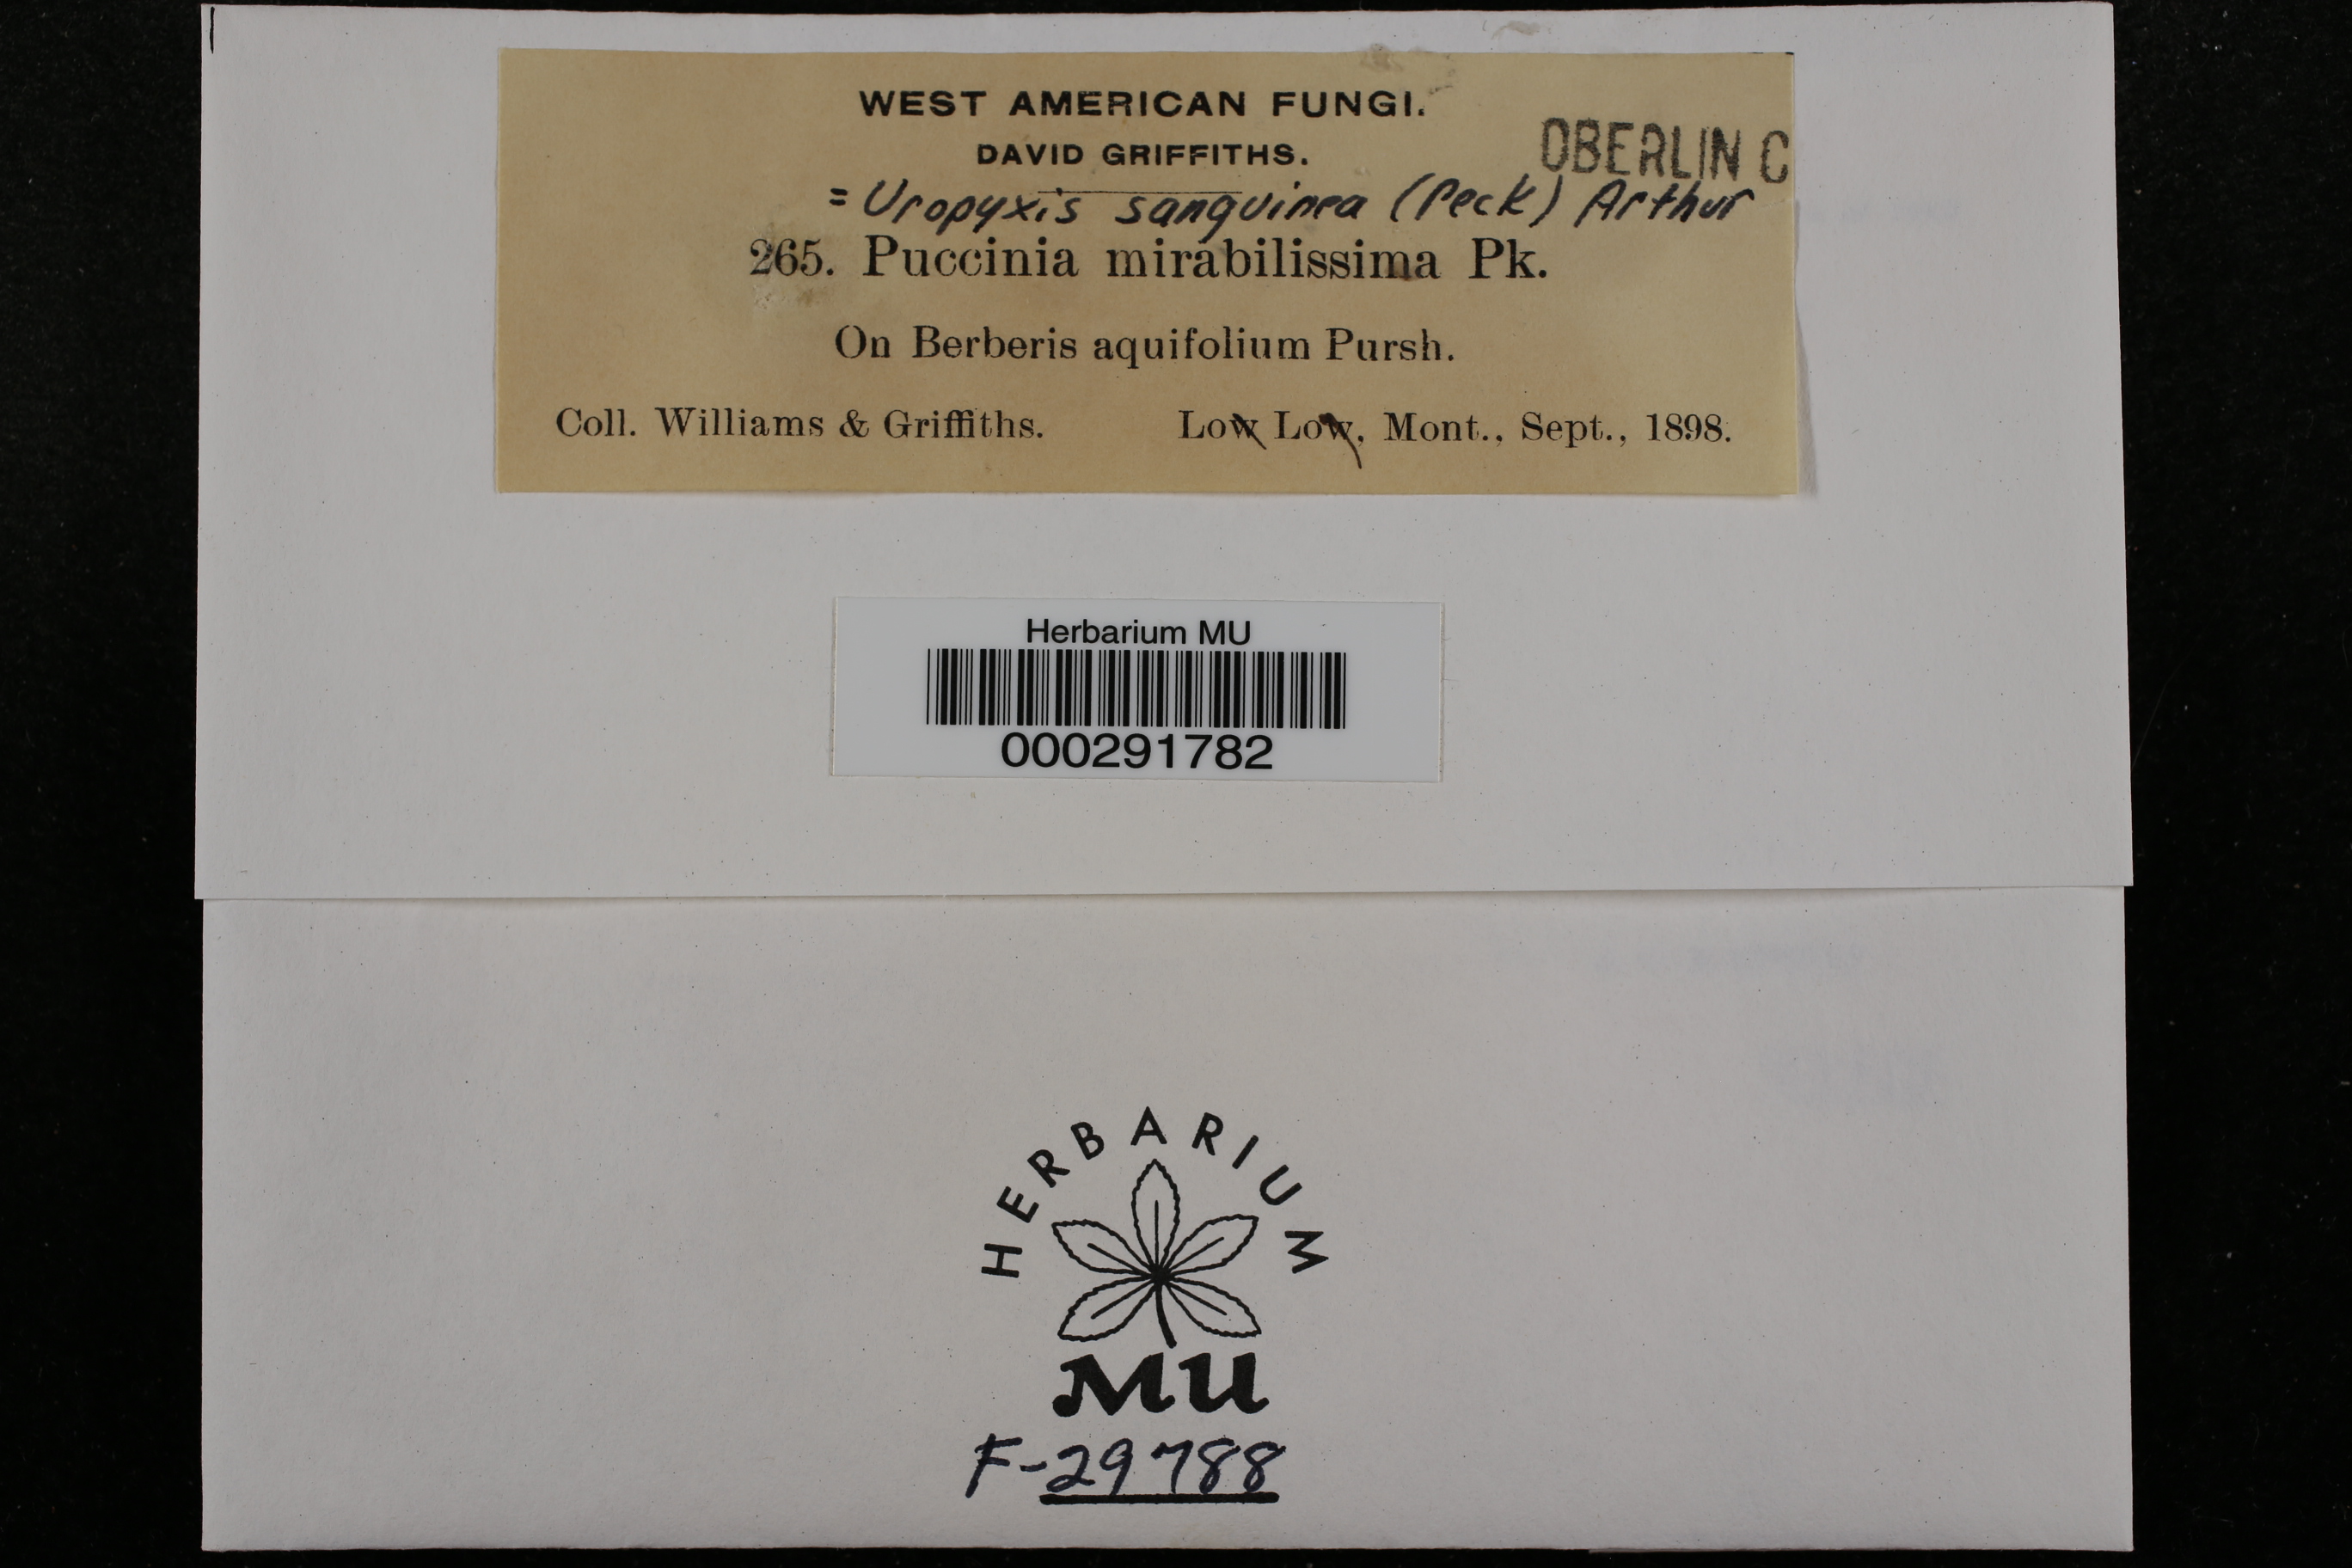 WEST AMERICAN FUNGI.
DAVID GRIFFITHS.
OBERLIN C
= Uropyxis sanguinea (Peck) Arthur
265. Puccinia mirabilissima Pk.
On Berberis aquifolium Pursh.
Coll. Williams & Griffiths. Low Low, Mont., Sept., 1898.
Herbarium MU
000291782
HERBARIUM
MU
F-29788